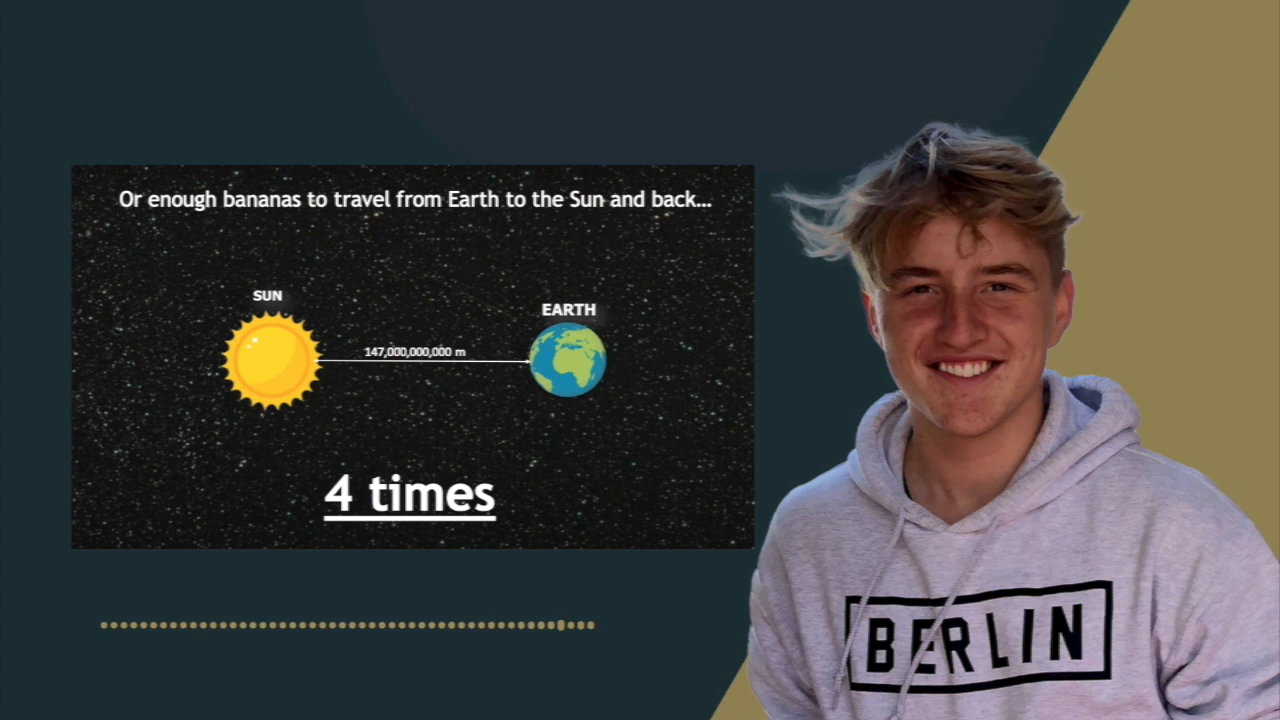 Or enough bananas to travel from Earth to the Sun and back...
SUN
EARTH
147,000,000,000 m
4 times
BERLIN